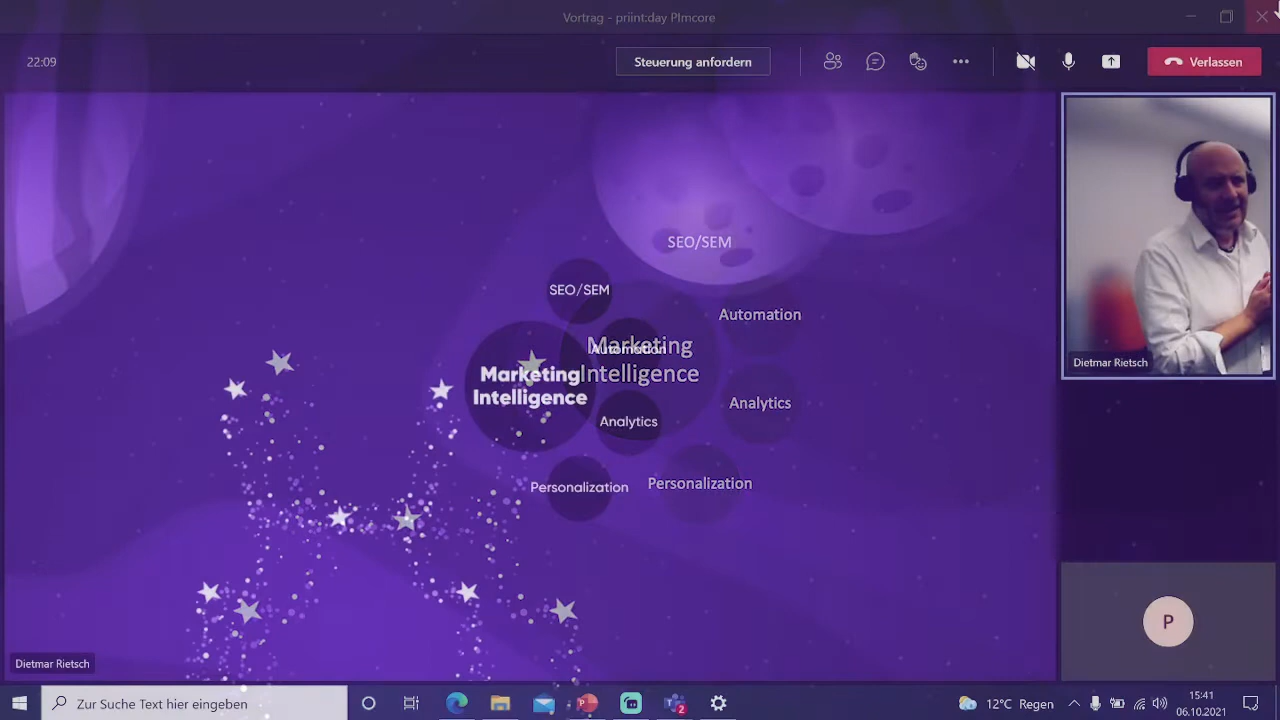 Vortrag - priint:day PImcore
22:09
Steuerung anfordern
Verlassen
SEO/SEM
SEO/SEM
Automation
Automation
Marketing
Intelligence
Marketing
Intelligence
Analytics
Analytics
Personalization
Personalization
Dietmar Rietsch
P
Dietmar Rietsch
Zur Suche Text hier eingeben
2
12°C Regen
15:41
06.10.2021